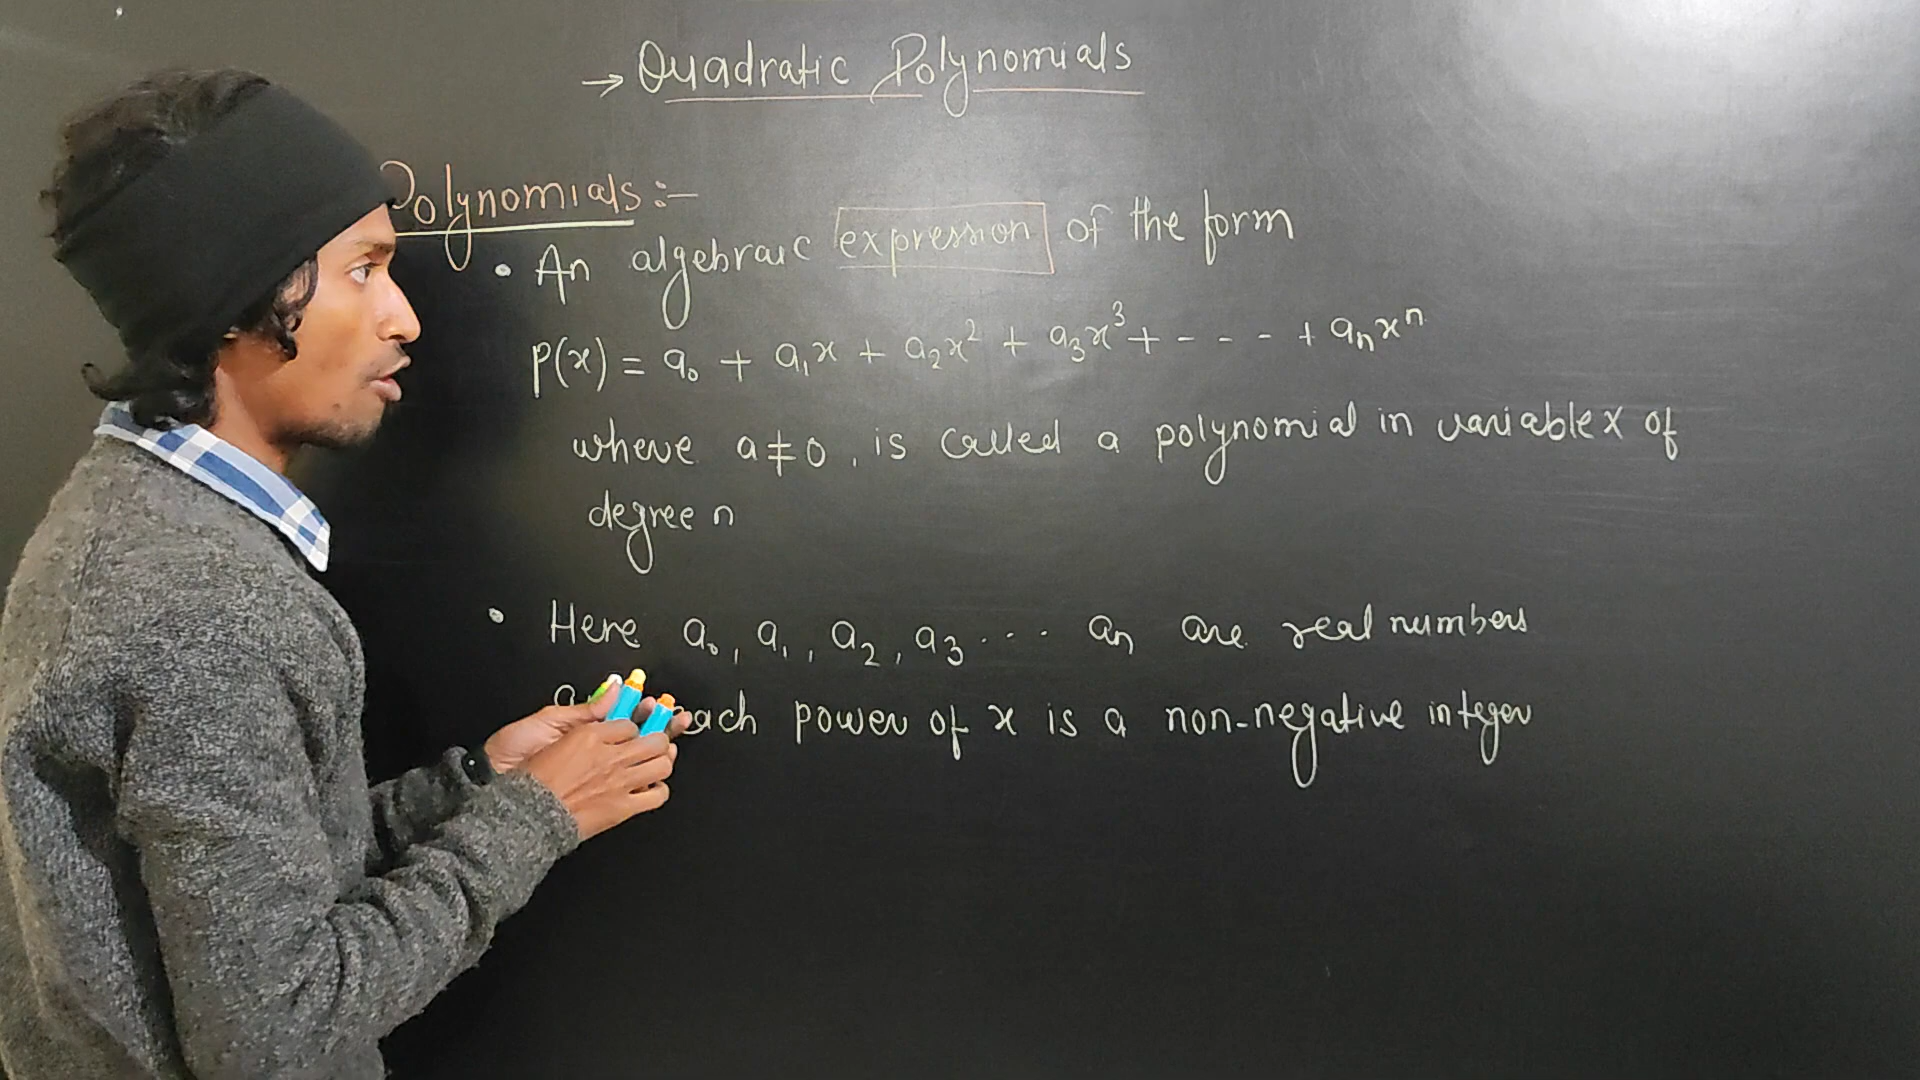 → Quadratic Polynomials
Polynomials :-
• An algebraic expression of the form
P(x) = a₀ + a₁x + a₂x² + a₃x³ + - - - + aₙxⁿ
where a ≠ 0, is called a polynomial in variable x of
degree n
• Here a₀, a₁, a₂, a₃ ... aₙ are real numbers
each power of x is a non-negative integer